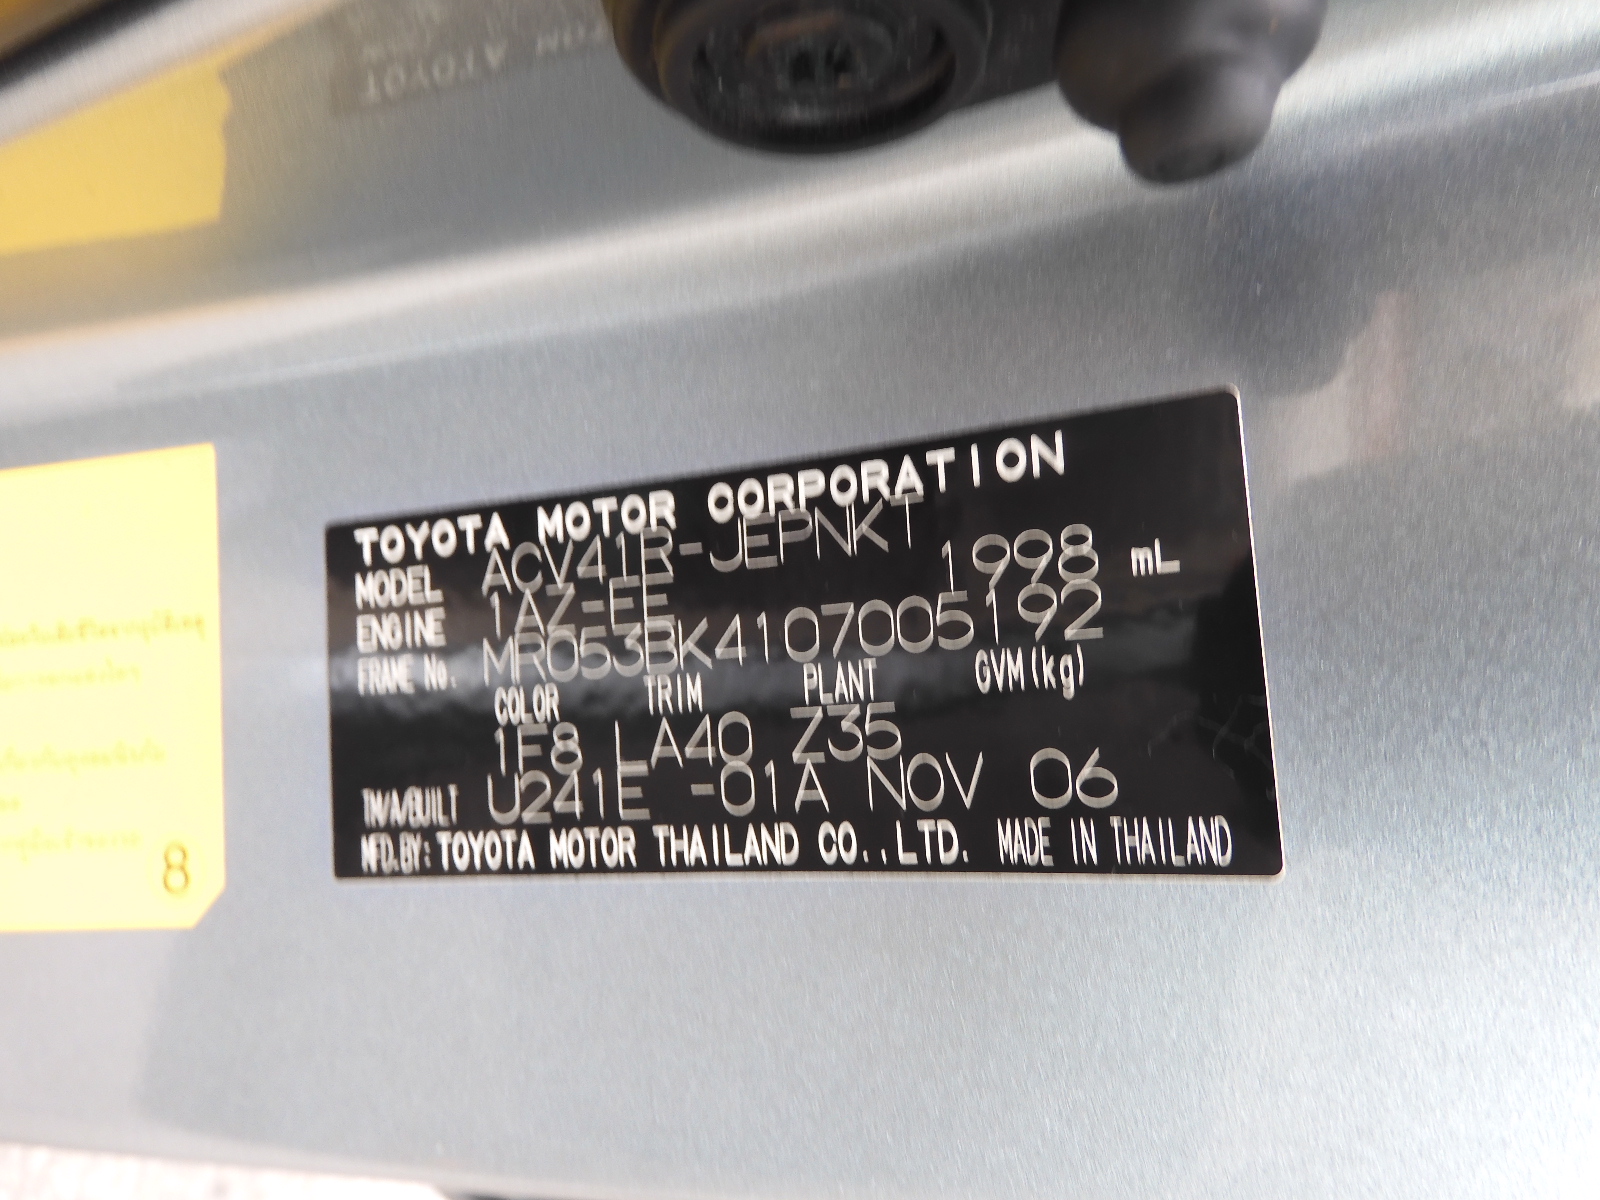 TOYOTA MOTOR CORPORATION
MODEL ACV41R-JEPNKT
ENGINE 1AZ-FE 1998 mL
FRAME No. MR053BK4107005192
COLOR TRIM PLANT GVM(kg)
1F8 LA40 Z35
TM/A/BUILT U241E -01A NOV 06
MFD.BY: TOYOTA MOTOR THAILAND CO.,LTD. MADE IN THAILAND
8